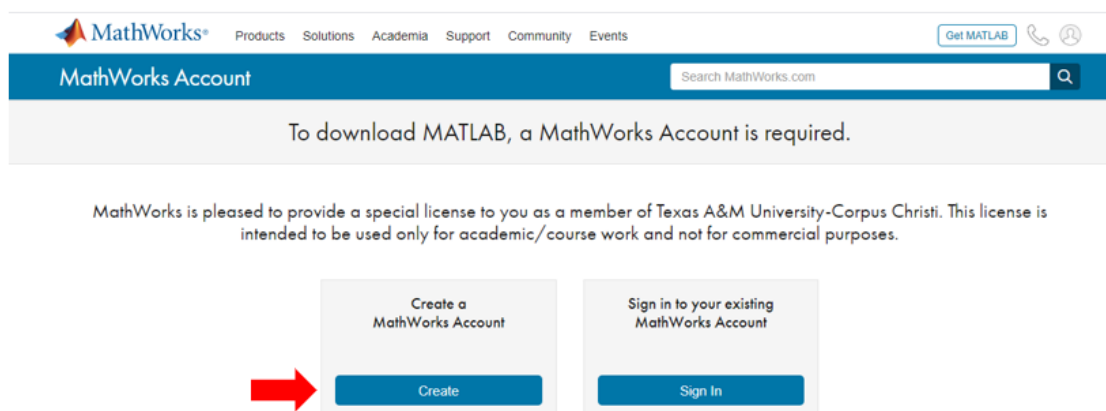 MathWorks® Products Solutions Academia Support Community Events Get MATLAB
MathWorks Account Search MathWorks.com
To download MATLAB, a MathWorks Account is required.
MathWorks is pleased to provide a special license to you as a member of Texas A&M University-Corpus Christi. This license is
intended to be used only for academic/course work and not for commercial purposes.
Create a
MathWorks Account
Create
Sign in to your existing
MathWorks Account
Sign In